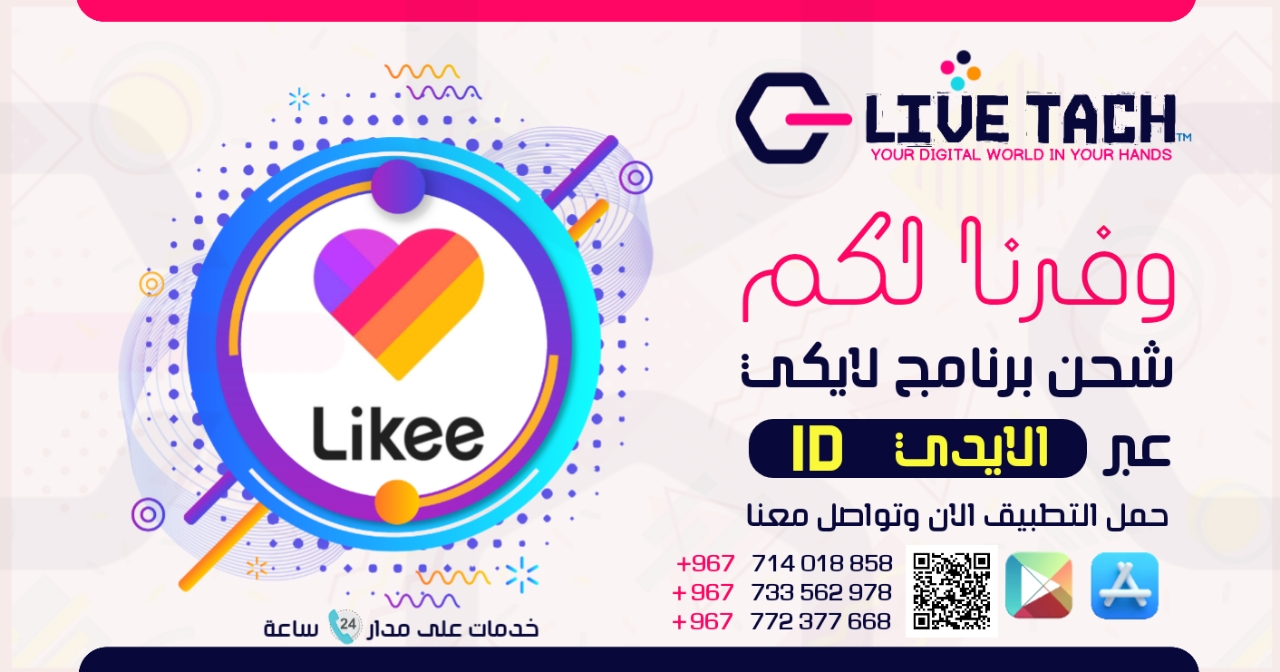 LIVE TACH™
YOUR DIGITAL WORLD IN YOUR HANDS
وفرنا لكم
شحن برنامج لايكي
عبر الايدي ID
حمل التطبيق الان وتواصل معنا
+967 714 018 858
+967 733 562 978
+967 772 377 668
Likee
خدمات على مدار 24 ساعة